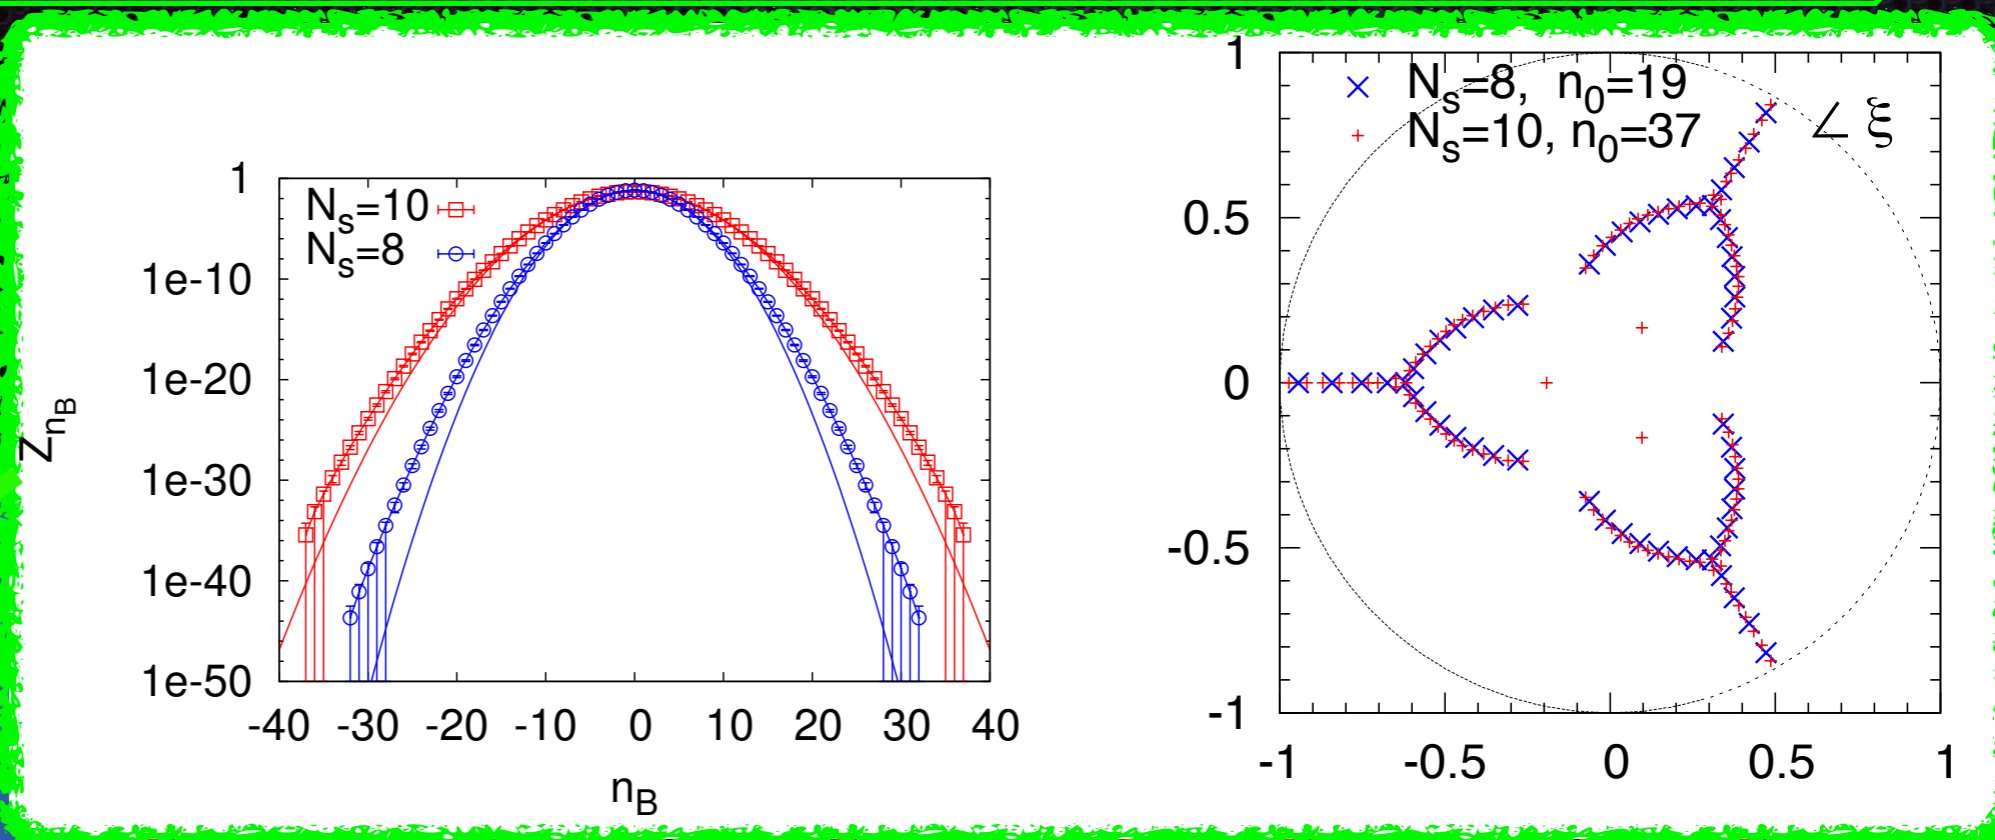 N_s=10
N_s=8
1
1e-10
1e-20
1e-30
1e-40
1e-50
Z_{n_B}
-40 -30 -20 -10 0 10 20 30 40
n_B
N_s=8, n_0=19
N_s=10, n_0=37
∠ ξ
1
0.5
0
-0.5
-1
-1 -0.5 0 0.5 1